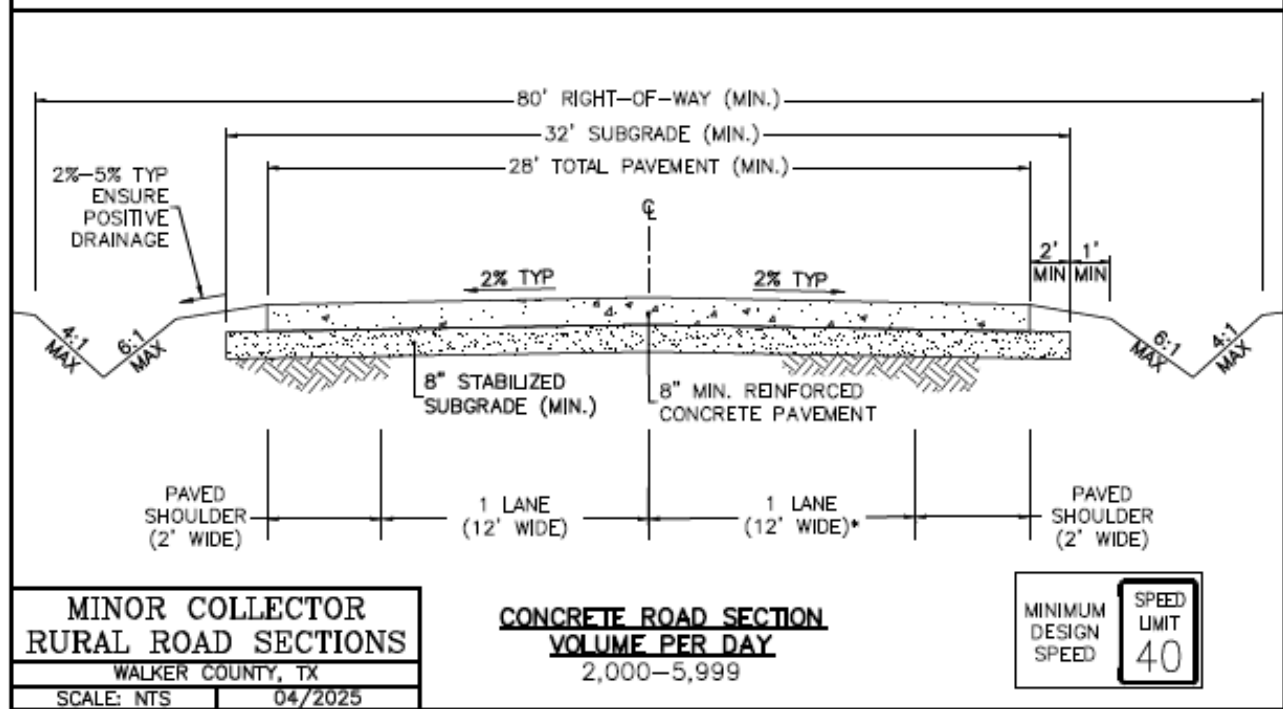 80' RIGHT-OF-WAY (MIN.)
32' SUBGRADE (MIN.)
28' TOTAL PAVEMENT (MIN.)
2%-5% TYP
ENSURE
POSITIVE
DRAINAGE
℄
2' MIN
1' MIN
2% TYP
2% TYP
4:1 MAX
6:1 MAX
6:1 MAX
4:1 MAX
8" STABILIZED
SUBGRADE (MIN.)
8" MIN. REINFORCED
CONCRETE PAVEMENT
PAVED
SHOULDER
(2' WIDE)
1 LANE
(12' WIDE)
1 LANE
(12' WIDE)*
PAVED
SHOULDER
(2' WIDE)
MINOR COLLECTOR
RURAL ROAD SECTIONS
WALKER COUNTY, TX
SCALE: NTS 04/2025
CONCRETE ROAD SECTION
VOLUME PER DAY
2,000-5,999
MINIMUM
DESIGN
SPEED
SPEED
LIMIT
40